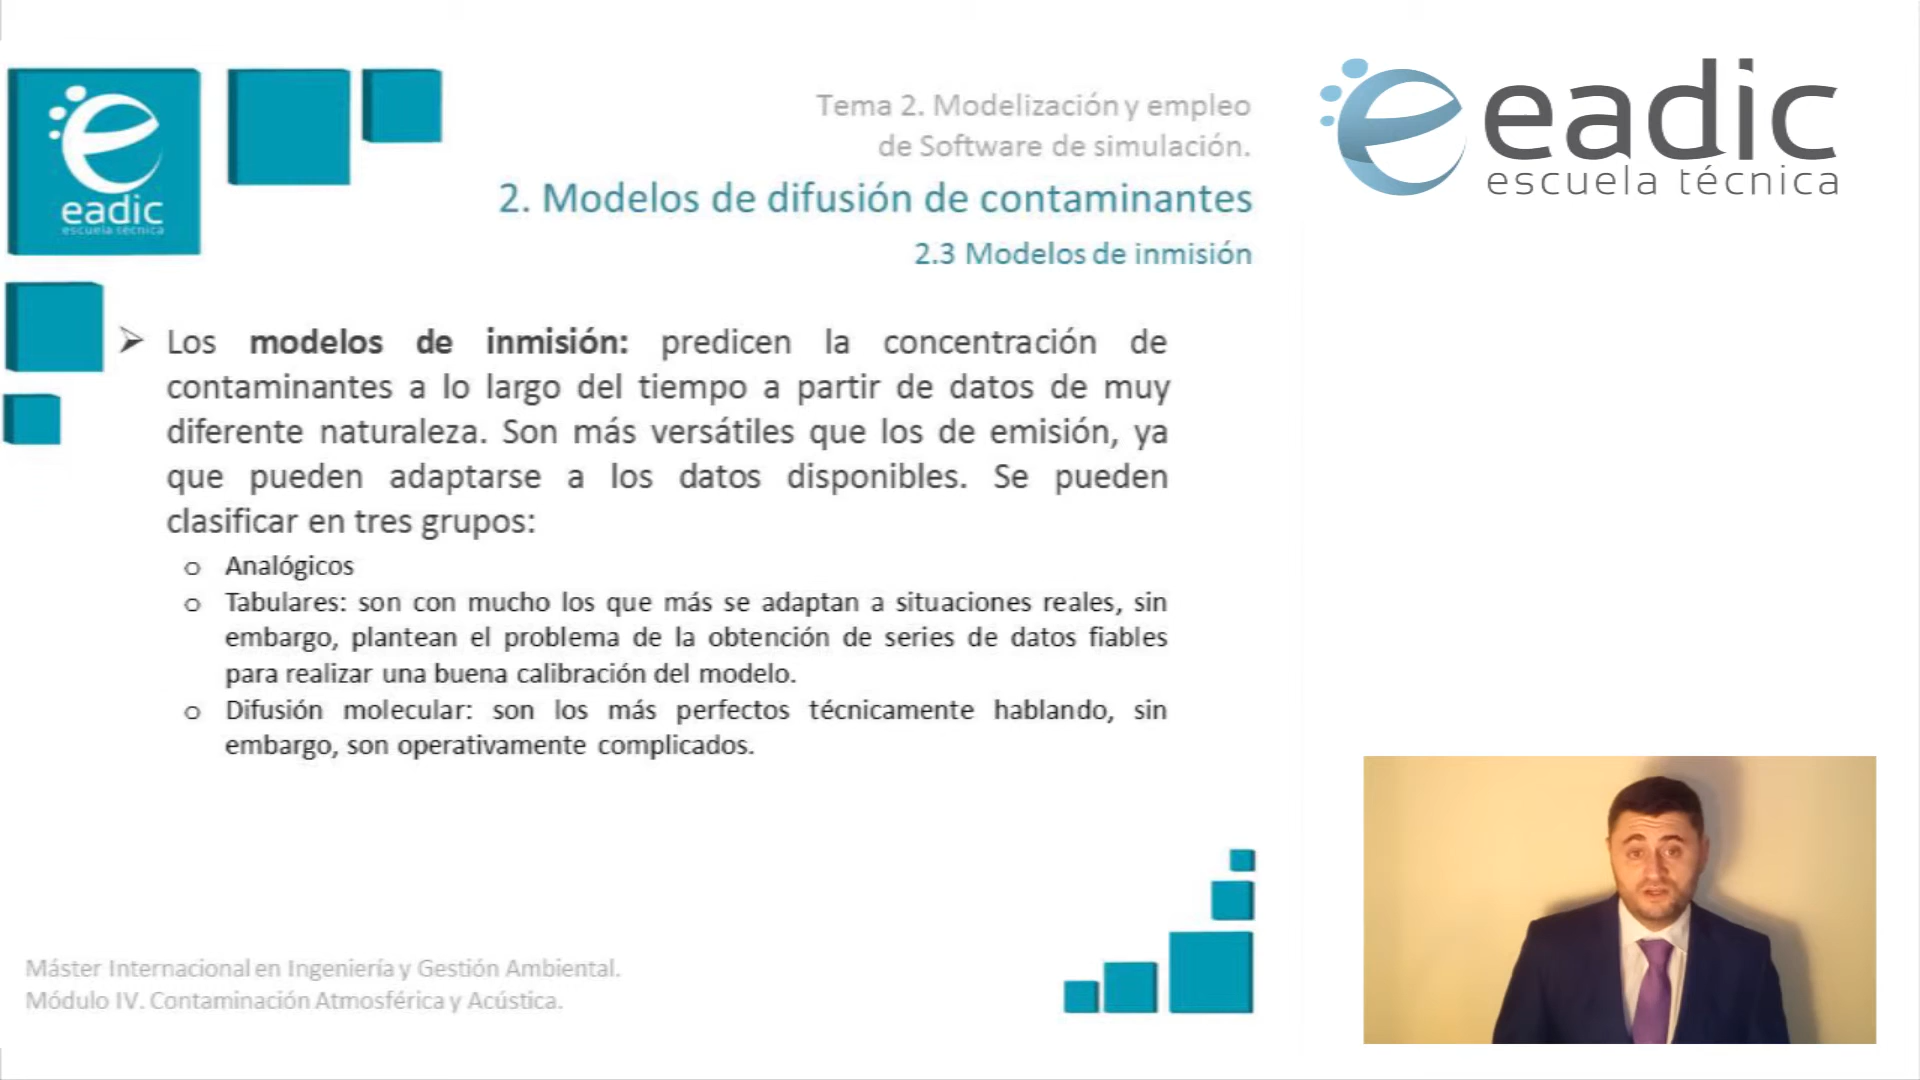 eadic
escuela técnica
Tema 2. Modelización y empleo
de Software de simulación.
2. Modelos de difusión de contaminantes
2.3 Modelos de inmisión
eadic
escuela técnica
➢ Los modelos de inmisión: predicen la concentración de
contaminantes a lo largo del tiempo a partir de datos de muy
diferente naturaleza. Son más versátiles que los de emisión, ya
que pueden adaptarse a los datos disponibles. Se pueden
clasificar en tres grupos:
o Analógicos
o Tabulares: son con mucho los que más se adaptan a situaciones reales, sin
embargo, plantean el problema de la obtención de series de datos fiables
para realizar una buena calibración del modelo.
o Difusión molecular: son los más perfectos técnicamente hablando, sin
embargo, son operativamente complicados.
Máster Internacional en Ingeniería y Gestión Ambiental.
Módulo IV. Contaminación Atmosférica y Acústica.